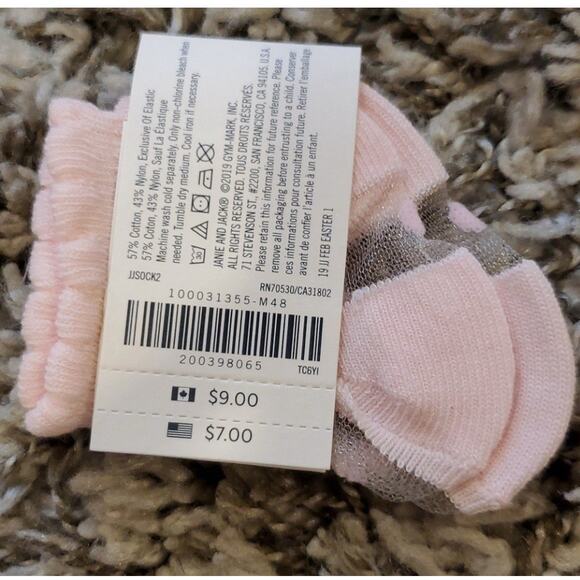 57% Cotton, 43% Nylon, Exclusive Of Elastic
57% Coton, 43% Nylon, Sauf La Élastique
Machine wash cold separately. Only non-chlorine bleach when
needed. Tumble dry medium. Cool iron if necessary.
JANIE AND JACK® ©2019 GYM-MARK, INC.
ALL RIGHTS RESERVED TOUS DROITS RÉSERVÉS.
71 STEVENSON ST, #2200, SAN FRANCISCO, CA 94105. U.S.A.
Please retain this information for future reference. Please
remove all packaging before entrusting to a child. Conserver
ces informations pour consultation future. Retirer l'emballage
avant de confier l'article à un enfant.
19 JJ FEB EASTER 1
JJSOCK2
RN70530/CA31802
100031355-M48
200398065
TC6YI
$9.00
$7.00